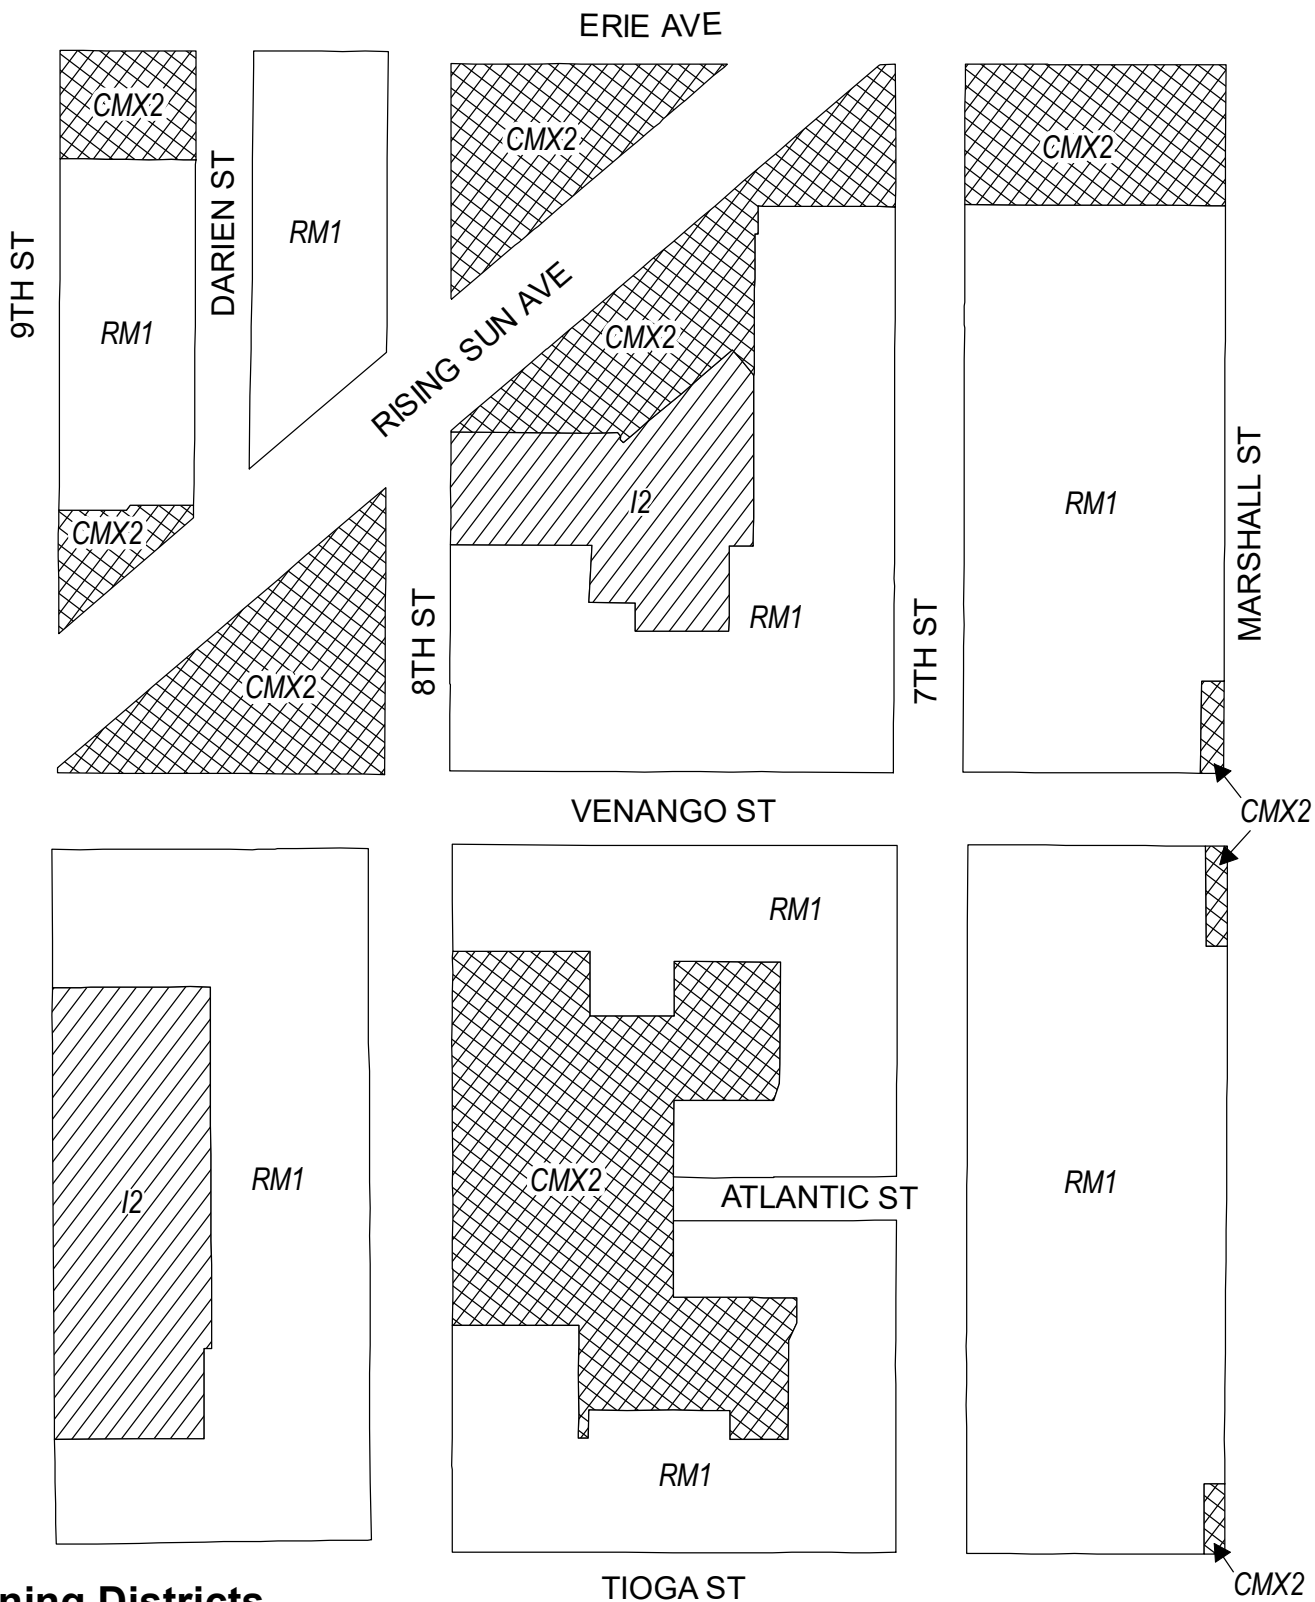 ERIE AVE
CMX2
CMX2
CMX2
DARIEN ST
RM1
9TH ST
RM1
RISING SUN AVE
CMX2
I2
RM1
MARSHALL ST
CMX2
8TH ST
RM1
7TH ST
CMX2
VENANGO ST
CMX2
RM1
I2
RM1
CMX2
ATLANTIC ST
RM1
RM1
TIOGA ST
CMX2
ning Districts